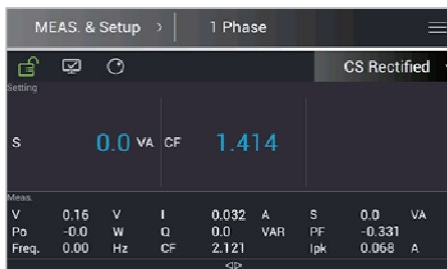 MEAS. & Setup > 1 Phase
CS Rectified
Setting
S 0.0 VA CF 1.414
Meas.
V 0.16 V I 0.032 A S 0.0 VA
Po -0.0 W Q 0.0 VAR PF -0.331
Freq. 0.00 Hz CF 2.121 Ipk 0.068 A